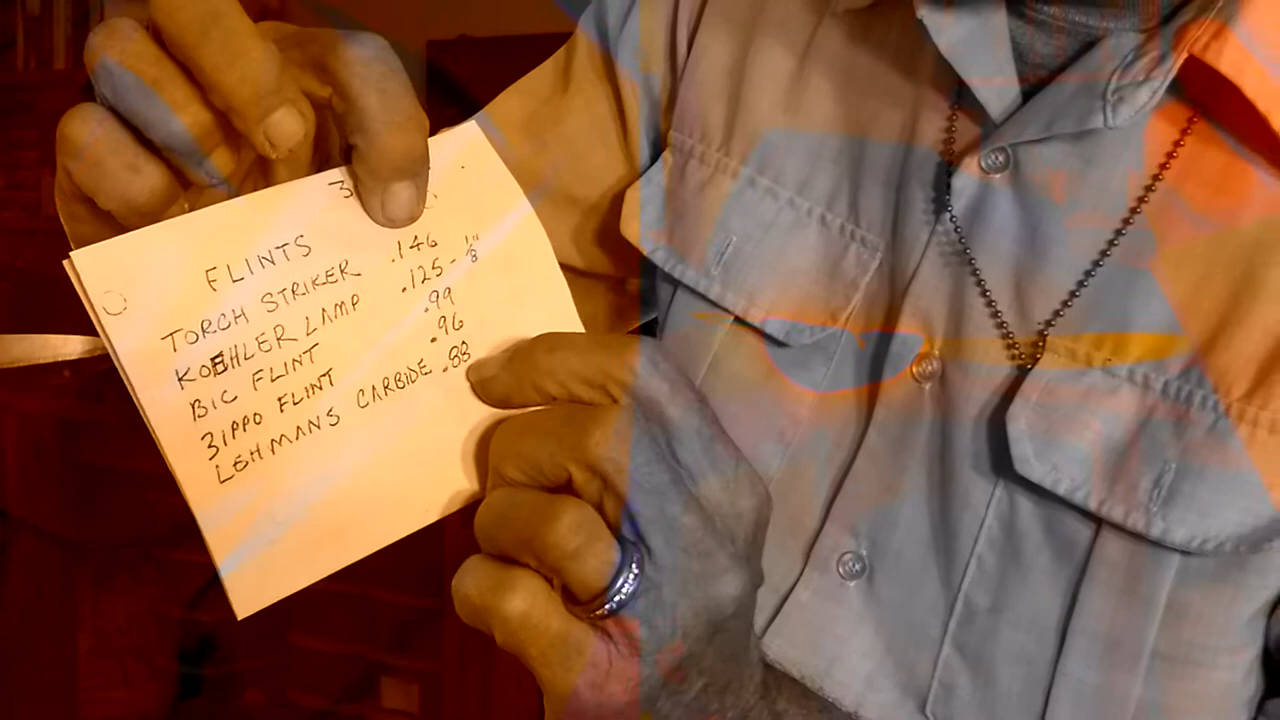 FLINTS
TORCH STRIKER .146
KOEHLER LAMP .125 - 1/8"
BIC FLINT .99
ZIPPO FLINT .96
LEHMANS CARBIDE .88